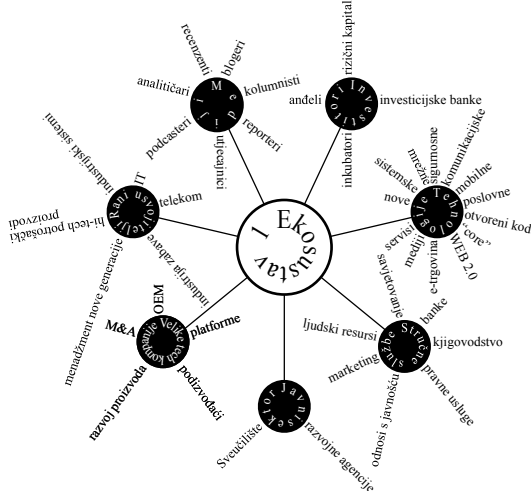 1 Ekosustav
Mediji
recenzenti
blogeri
kolumnisti
reporteri
utjecajnici
podcasteri
analitičari
Investitori
rizični kapital
investicijske banke
inkubatori
anđeli
Tehnologije
sistemske
mrežne
sigurnosne
komunikacijske
mobilne
poslovne
otvoreni kod
“core”
WEB 2.0
e-trgovina
mediji
servisi
nove
Stručne službe
savjetovanje
banke
kjigovodstvo
pravne usluge
odnosi s javnošću
marketing
ljudski resursi
Javni sektor
razvojne agencije
Sveučilište
Velike tech kompanije
M&A
OEM
platforme
podizvođaći
razvoj proizvoda
Rani usvojitelji
industrijski sistemi
IT
telekom
industrija zabave
menadžment nove generacije
hi-tech potrošački
proizvodi